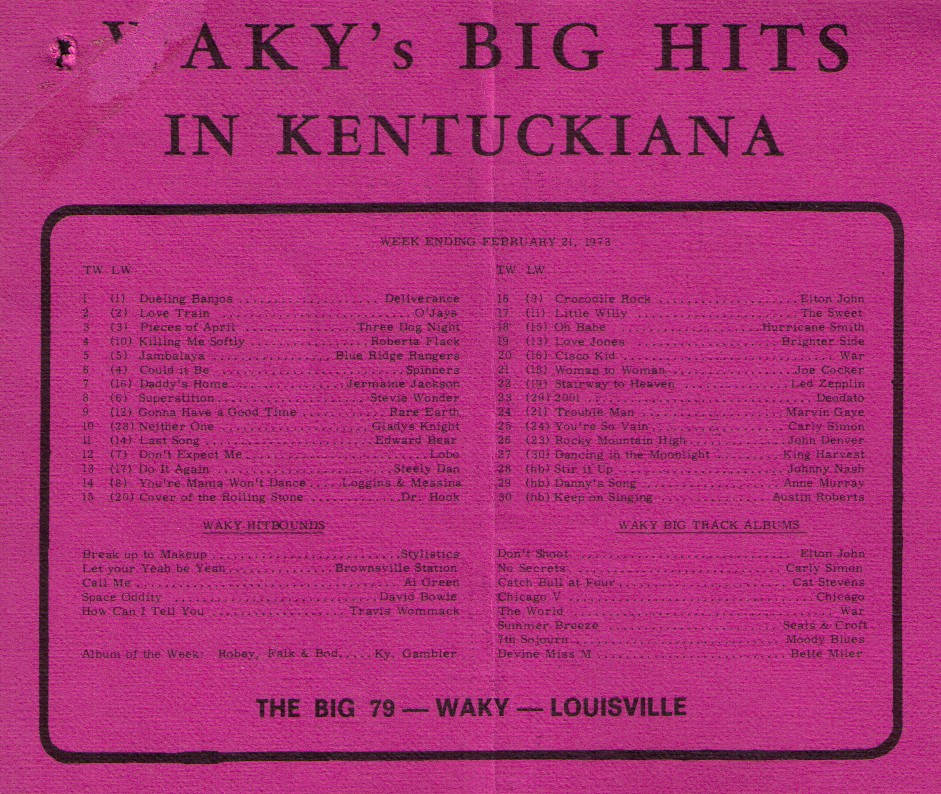 WAKY's BIG HITS
IN KENTUCKIANA
WEEK ENDING FEBRUARY 21, 1973
TW LW
1 (1) Dueling Banjos Deliverance
2 (2) Love Train O'Jays
3 (3) Pieces of April Three Dog Night
4 (10) Killing Me Softly Roberta Flack
5 (5) Jambalaya Blue Ridge Rangers
6 (4) Could it Be Spinners
7 (16) Daddy's Home Jermaine Jackson
8 (6) Superstition Stevie Wonder
9 (12) Gonna Have a Good Time Rare Earth
10 (28) Neither One Gladys Knight
11 (14) Last Song Edward Bear
12 (7) Don't Expect Me Lobo
13 (17) Do It Again Steely Dan
14 (8) You're Mama Won't Dance Loggins & Messina
15 (20) Cover of the Rolling Stone Dr. Hook
WAKY HITBOUNDS
Break up to Makeup Stylistics
Let your Yeah be Yeah Brownsville Station
Call Me Al Green
Space Oddity David Bowie
How Can I Tell You Travis Wommack
Album of the Week: Robey, Falk & Bod Ky. Gambler
TW LW
16 (9) Crocodile Rock Elton John
17 (11) Little Willy The Sweet
18 (15) Oh Babe Hurricane Smith
19 (13) Love Jones Brighter Side
20 (16) Cisco Kid War
21 (18) Woman to Woman Joe Cocker
22 (19) Stairway to Heaven Led Zepplin
23 (29) 2001 Deodato
24 (21) Trouble Man Marvin Gaye
25 (24) You're So Vain Carly Simon
26 (23) Rocky Mountain High John Denver
27 (30) Dancing in the Moonlight King Harvest
28 (hb) Stir it Up Johnny Nash
29 (hb) Danny's Song Anne Murray
30 (hb) Keep on Singing Austin Roberts
WAKY BIG TRACK ALBUMS
Don't Shoot Elton John
No Secrets Carly Simon
Catch Bull at Four Cat Stevens
Chicago V Chicago
The World War
Summer Breeze Seals & Croft
7th Sojourn Moody Blues
Devine Miss M Bette Miler
THE BIG 79 — WAKY — LOUISVILLE